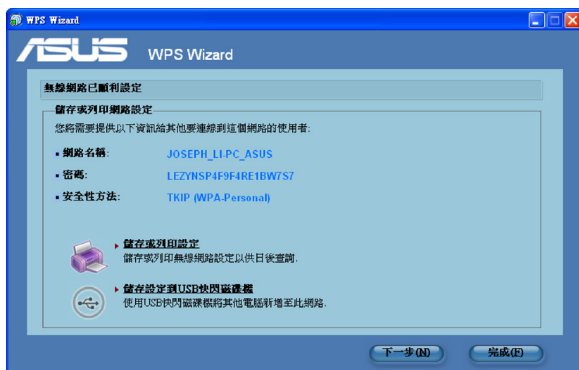 WPS Wizard
ASUS WPS Wizard
無線網路已順利設定
儲存或列印網路設定
您將需要提供以下資訊給其他要連線到這個網路的使用者:
▪ 網路名稱: JOSEPH_LI-PC_ASUS
▪ 密碼: LEZYNSP4F9F4RE1BW7S7
▪ 安全性方法: TKIP (WPA-Personal)
儲存或列印設定
儲存或列印無線網路設定以供日後查詢.
儲存設定到USB快閃磁碟機
使用USB快閃磁碟機將其他電腦新增至此網路.
下一步(N) 完成(F)